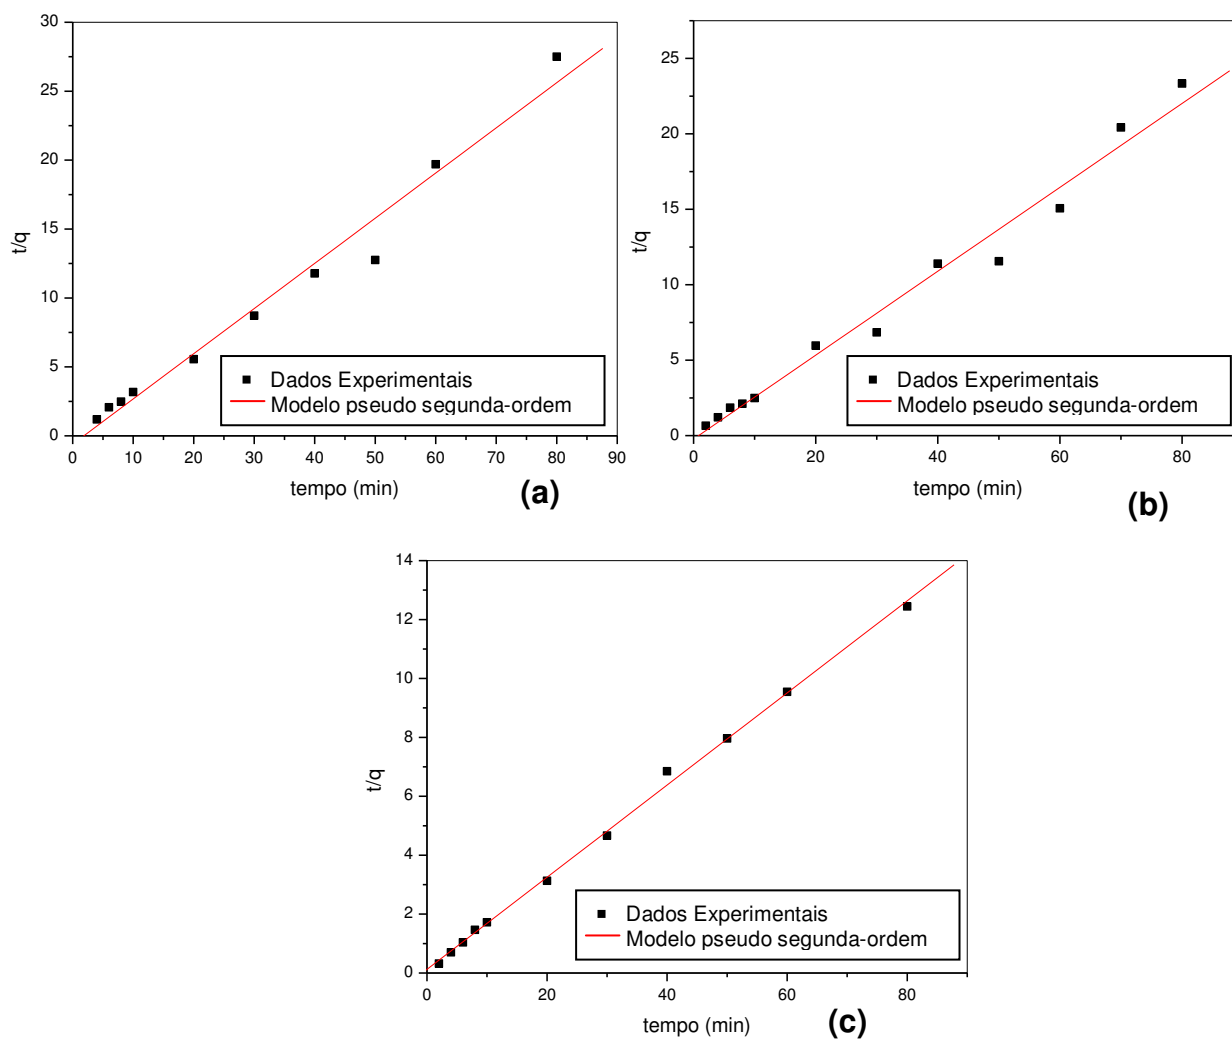 30
25
20
15
10
5
0
t/q
0 10 20 30 40 50 60 70 80 90
tempo (min)
(a)
Dados Experimentais
Modelo pseudo segunda-ordem
25
20
15
10
5
0
t/q
0 20 40 60 80
tempo (min)
(b)
Dados Experimentais
Modelo pseudo segunda-ordem
14
12
10
8
6
4
2
0
t/q
0 20 40 60 80
tempo (min)
(c)
Dados Experimentais
Modelo pseudo segunda-ordem